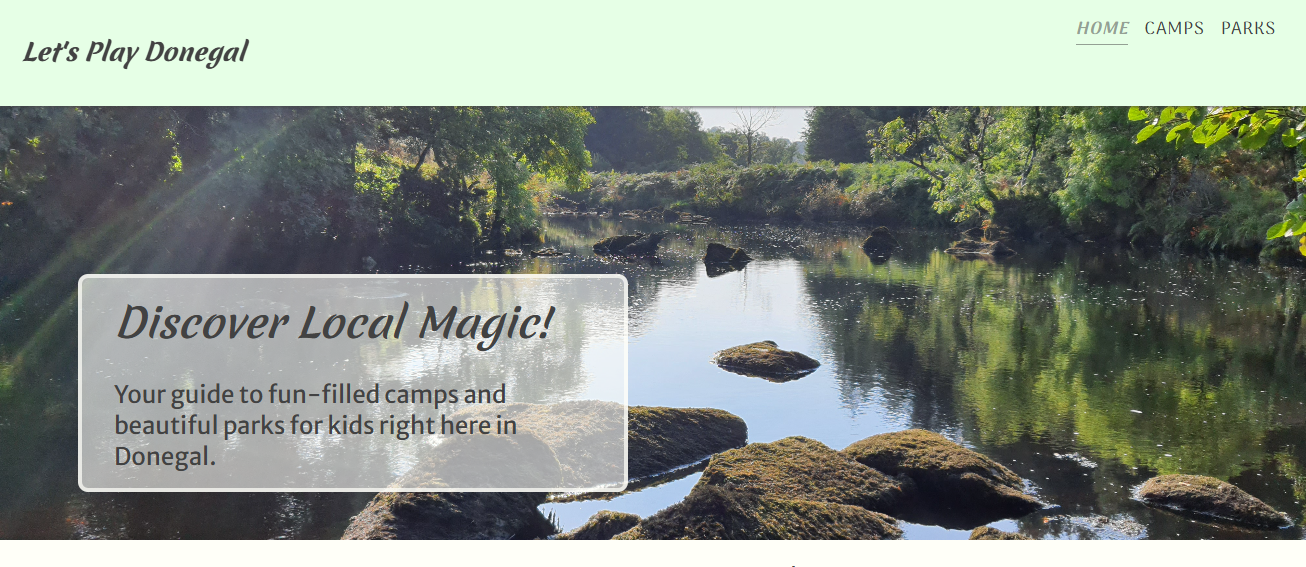 Let's Play Donegal
HOME CAMPS PARKS
Discover Local Magic!
Your guide to fun-filled camps and
beautiful parks for kids right here in
Donegal.